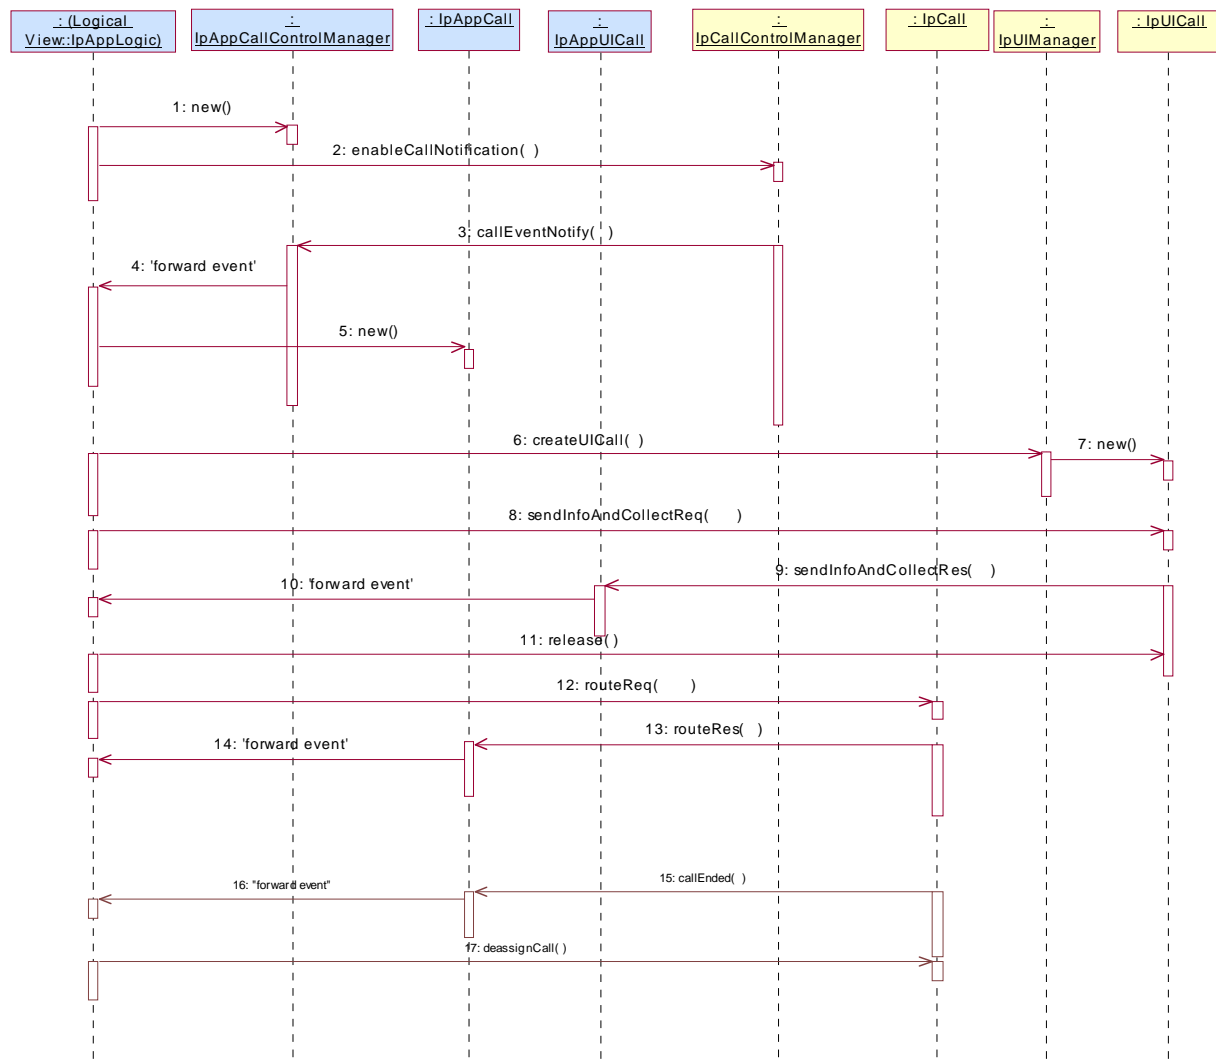 : (Logical
View::IpAppLogic)
:
IpAppCallControlManager
: IpAppCall
:
IpAppUICall
:
IpCallControlManager
: IpCall
:
IpUIManager
: IpUICall
1: new()
2: enableCallNotification( )
3: callEventNotify( )
4: 'forward event'
5: new()
6: createUICall( )
7: new()
8: sendInfoAndCollectReq( )
9: sendInfoAndCollectRes( )
10: 'forward event'
11: release()
12: routeReq( )
13: routeRes( )
14: 'forward event'
15: callEnded( )
16: "forward event"
17: deassignCall( )